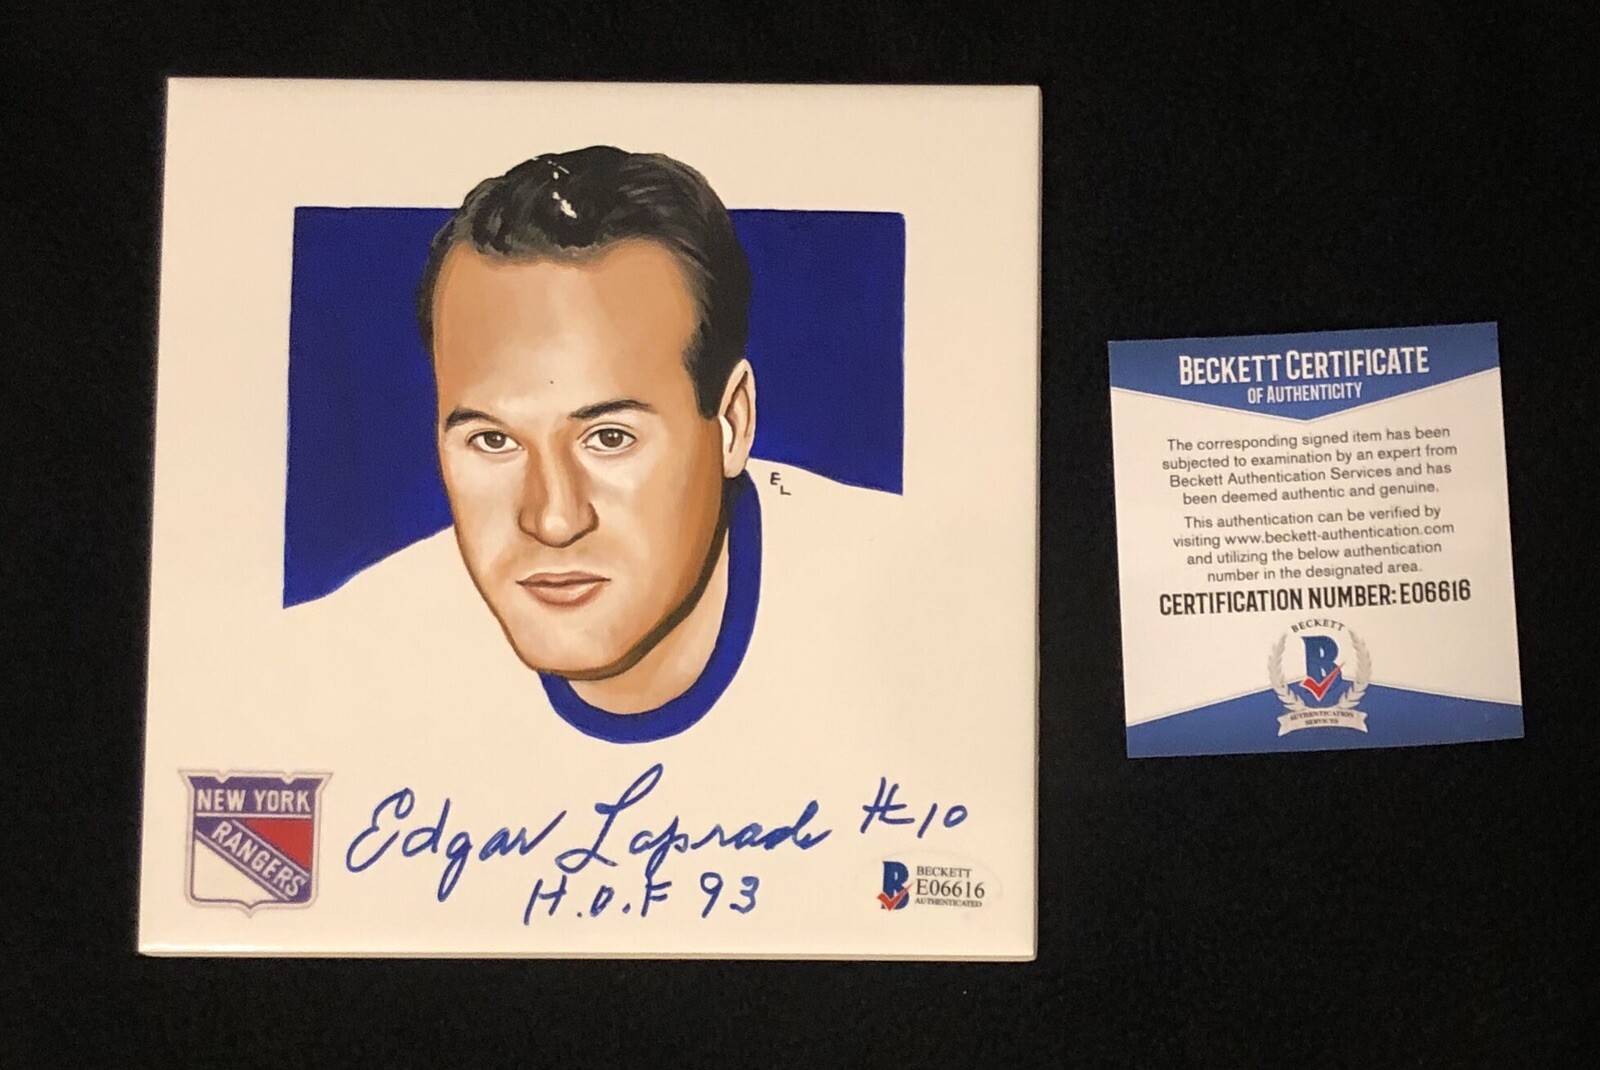 E
L
NEW YORK
RANGERS
Edgar Laprade #10
H.O.F 93
BECKETT
E06616
AUTHENTICATED
BECKETT CERTIFICATE
OF AUTHENTICITY
The corresponding signed item has been
subjected to examination by an expert from
Beckett Authentication Services and has
been deemed authentic and genuine.
This authentication can be verified by
visiting www.beckett-authentication.com
and utilizing the below authentication
number in the designated area.
CERTIFICATION NUMBER: E06616
BECKETT
B
AUTHENTICATION
SERVICES